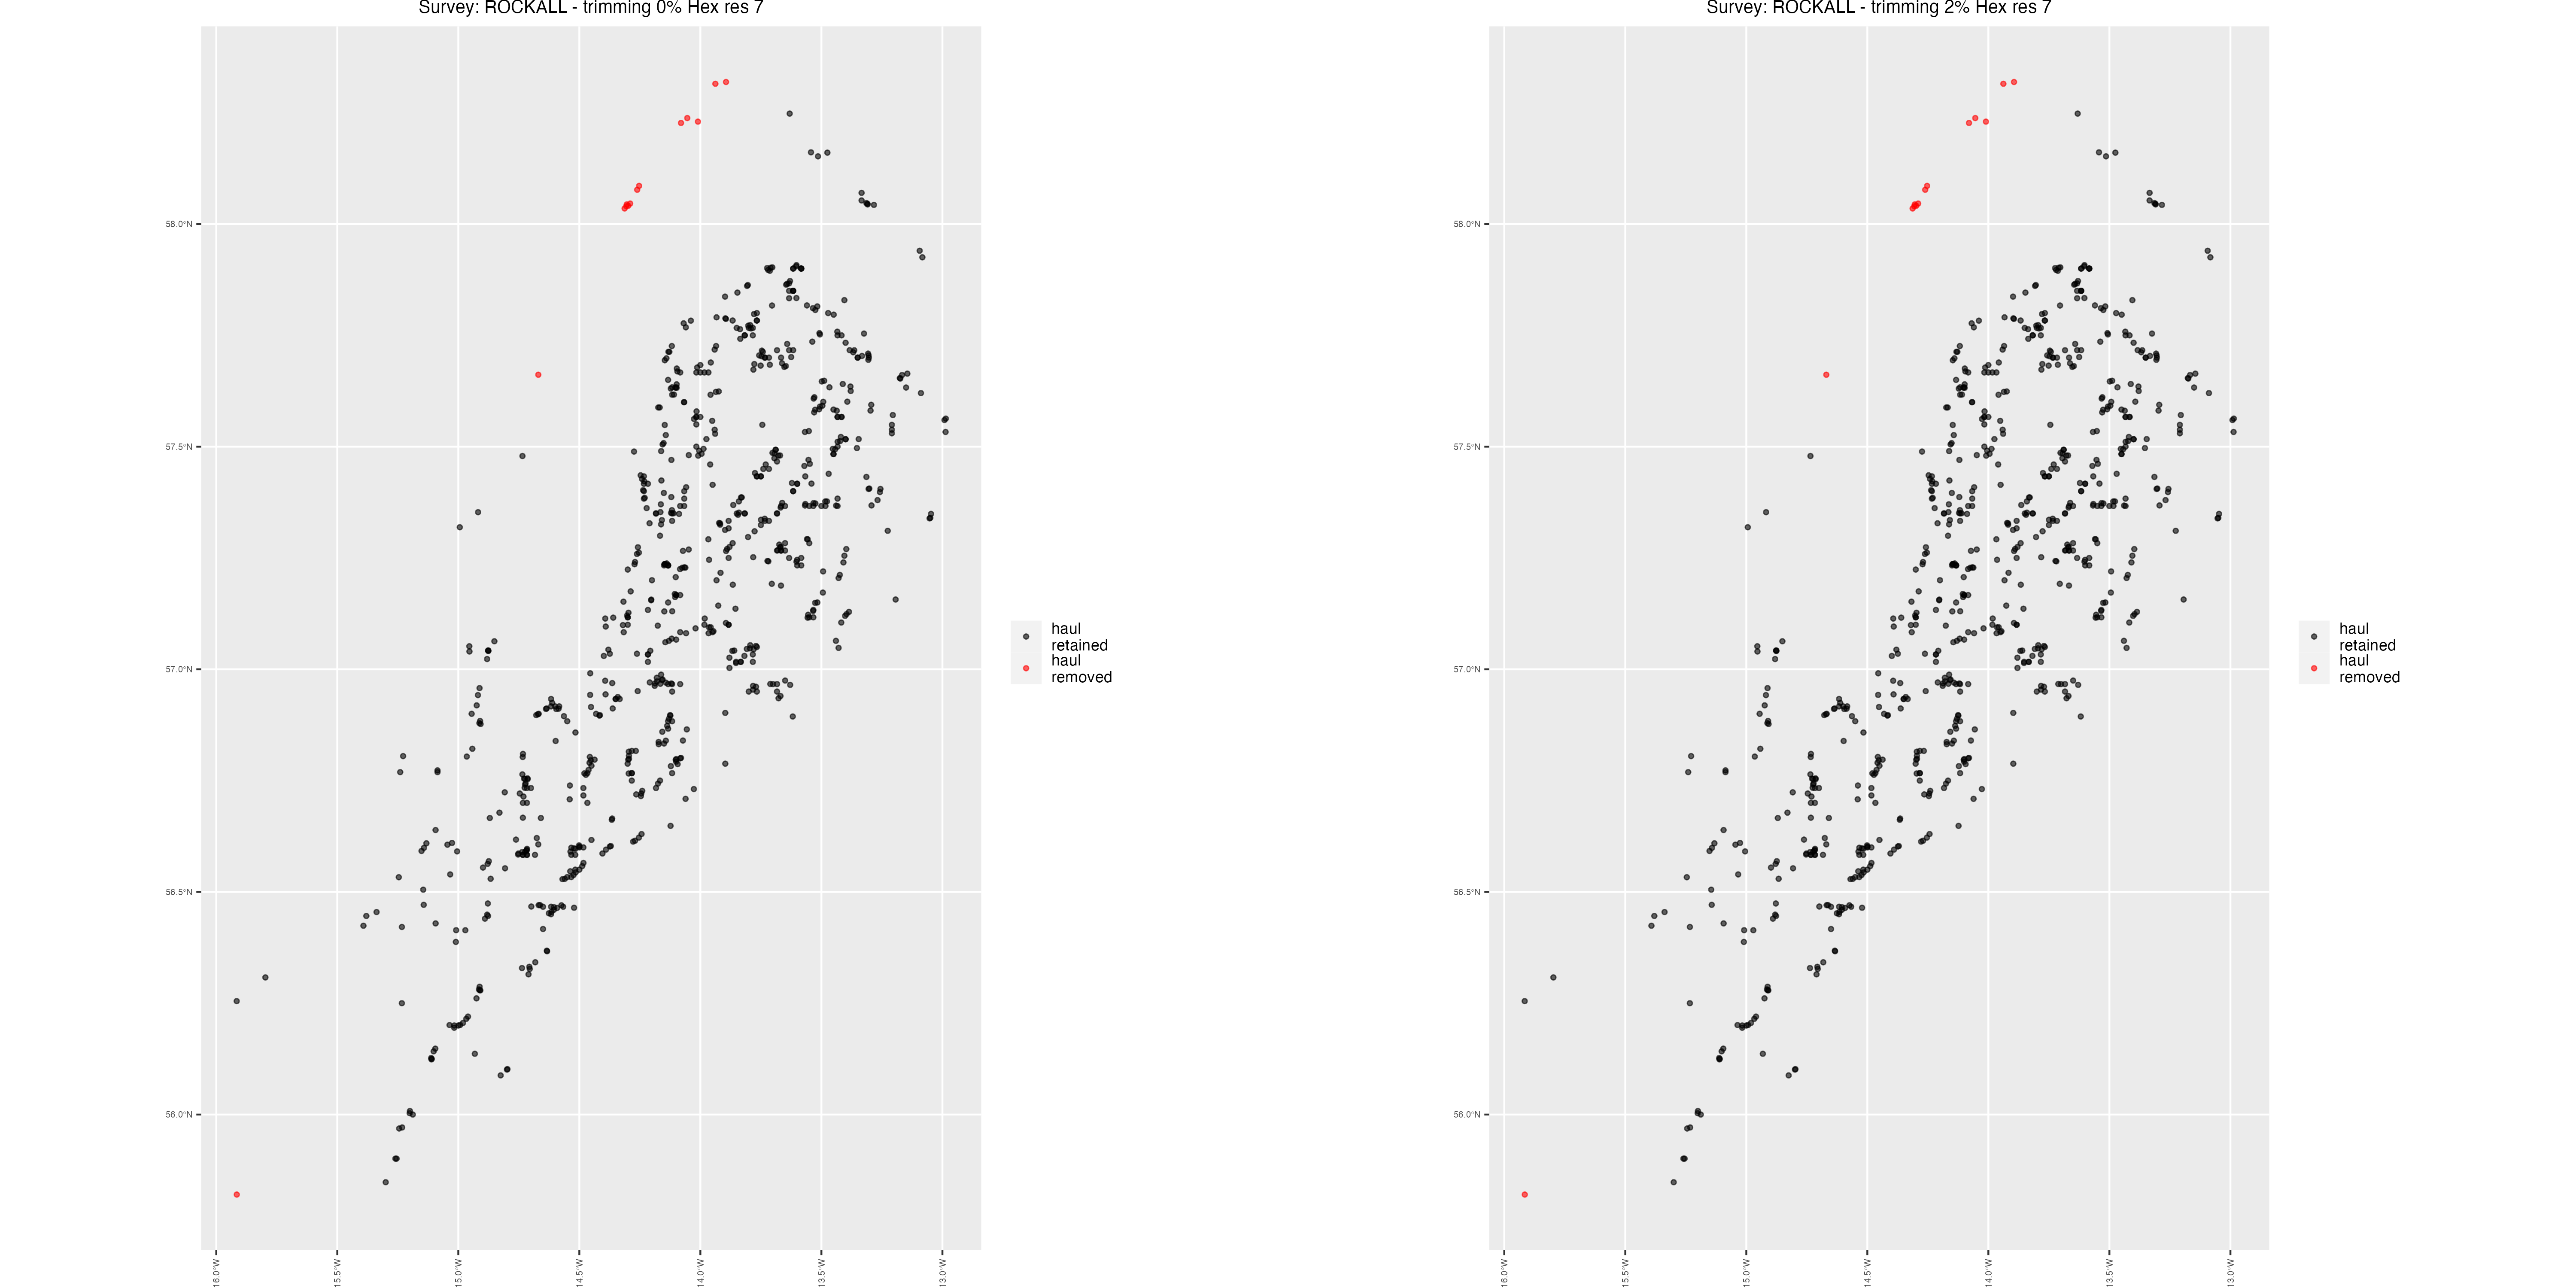 Survey: ROCKALL - trimming 0% Hex res 7
58.0°N
57.5°N
57.0°N
56.5°N
56.0°N
16.0°W
15.5°W
15.0°W
14.5°W
14.0°W
13.5°W
13.0°W
haul
retained
haul
removed
Survey: ROCKALL - trimming 2% Hex res 7
58.0°N
57.5°N
57.0°N
56.5°N
56.0°N
16.0°W
15.5°W
15.0°W
14.5°W
14.0°W
13.5°W
13.0°W
haul
retained
haul
removed